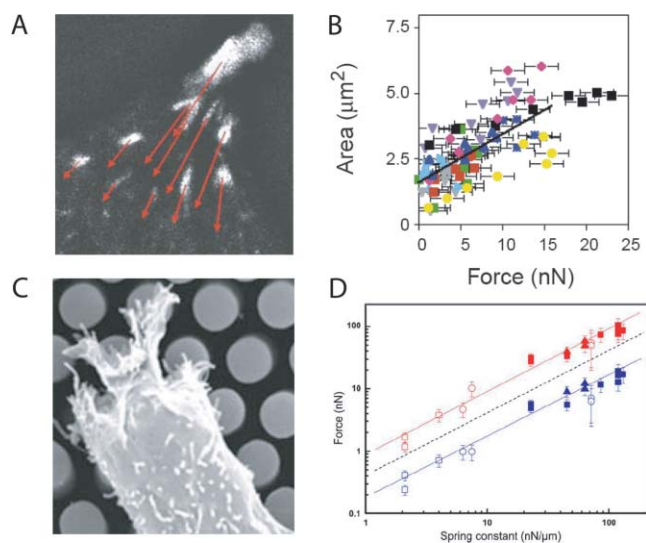 A
B
Area (μm²)
7.5
5.0
2.5
0
0 5 10 15 20 25
Force (nN)
C
D
Force (nN)
100
10
1
0.1
1 10 100
Spring constant (nN/μm)